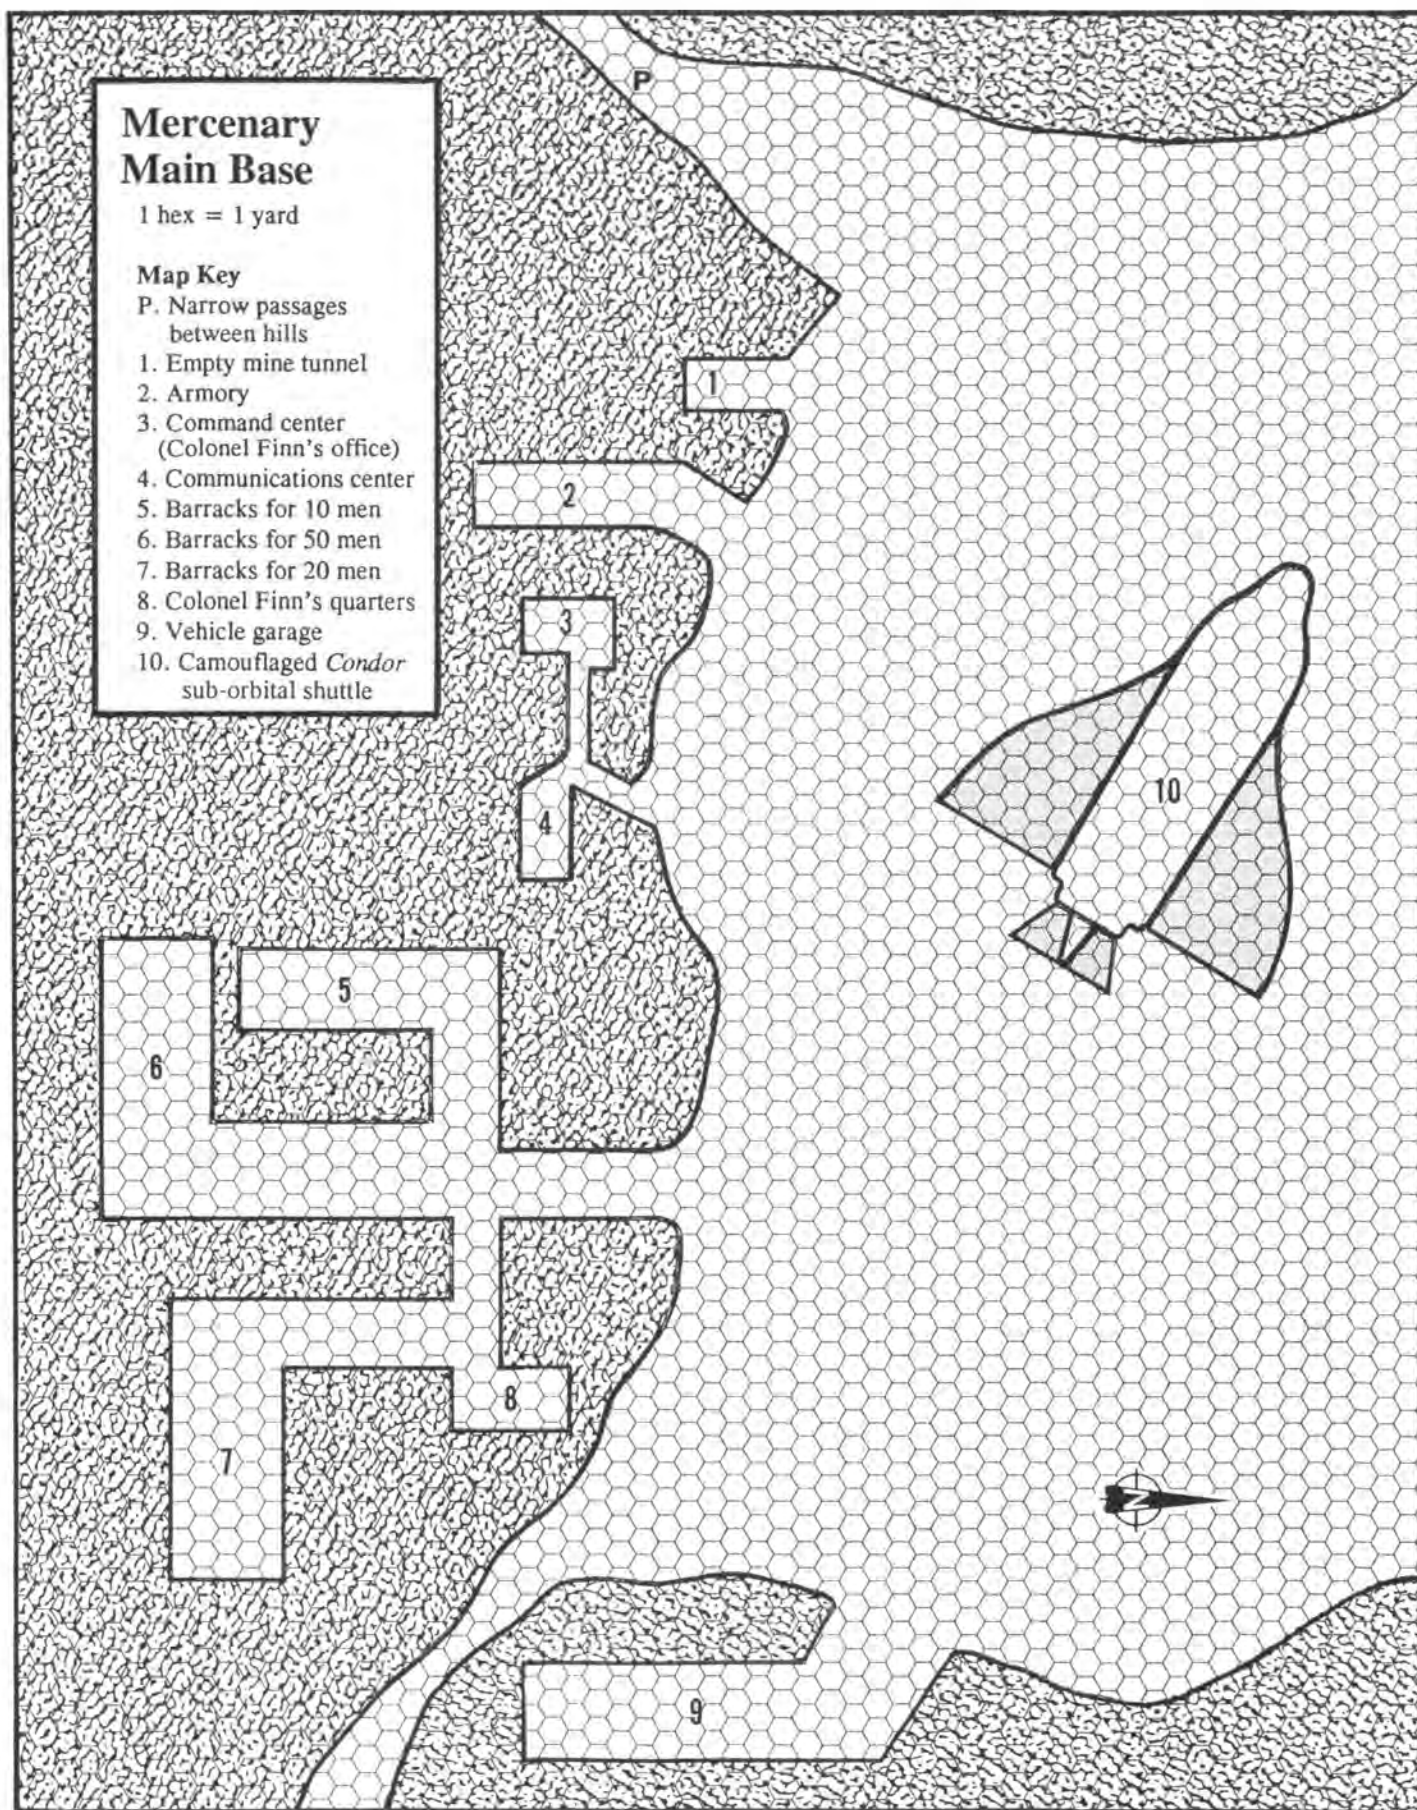 P
Mercenary
Main Base
1 hex = 1 yard
Map Key
P. Narrow passages
between hills
1. Empty mine tunnel
2. Armory
3. Command center
(Colonel Finn's office)
4. Communications center
5. Barracks for 10 men
6. Barracks for 50 men
7. Barracks for 20 men
8. Colonel Finn's quarters
9. Vehicle garage
10. Camouflaged Condor
sub-orbital shuttle
1
2
3
10
4
5
6
8
7
N
9